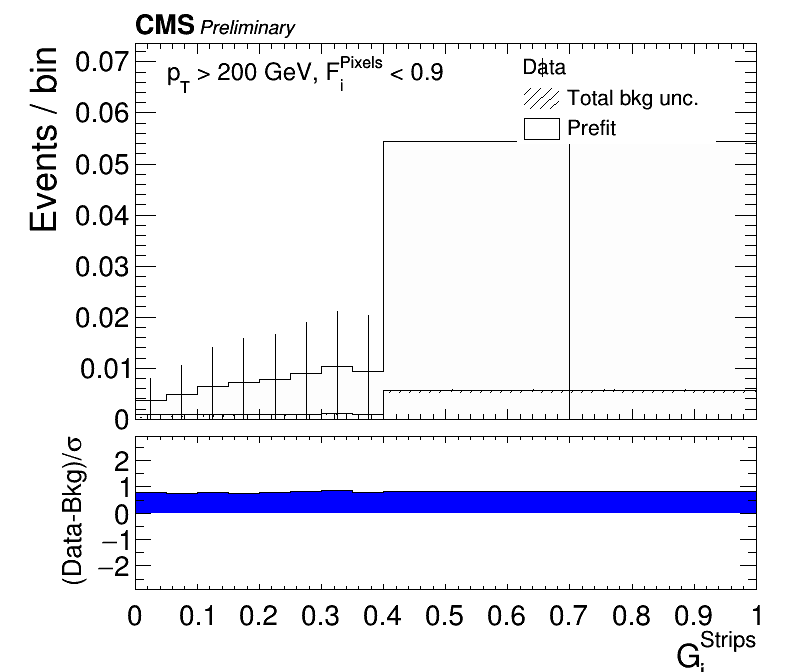 CMS Preliminary
Events / bin
p_T > 200 GeV, F_i^Pixels < 0.9
Data
Total bkg unc.
Prefit
0.07
0.06
0.05
0.04
0.03
0.02
0.01
0
(Data-Bkg)/σ
2
1
0
−1
−2
0 0.1 0.2 0.3 0.4 0.5 0.6 0.7 0.8 0.9 1
G_i^Strips